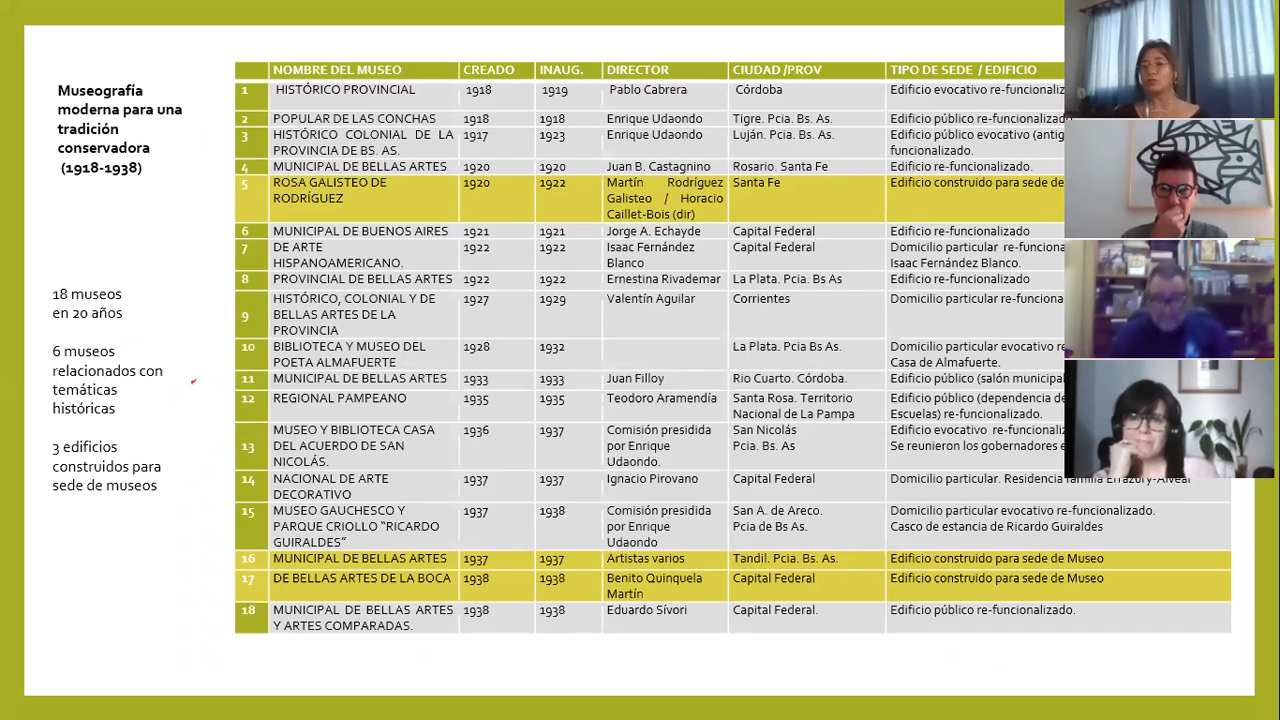 Museografía
moderna para una
tradición
conservadora
(1918-1938)
18 museos
en 20 años
6 museos
relacionados con
temáticas
históricas
3 edificios
construidos para
sede de museos
NOMBRE DEL MUSEO CREADO INAUG. DIRECTOR CIUDAD /PROV TIPO DE SEDE / EDIFICIO
1 HISTÓRICO PROVINCIAL 1918 1919 Pablo Cabrera Córdoba Edificio evocativo re-funcionaliz
2 POPULAR DE LAS CONCHAS 1918 1918 Enrique Udaondo Tigre. Pcia. Bs. As. Edificio público re-funcionalizad
3 HISTÓRICO COLONIAL DE LA 1917 1923 Enrique Udaondo Luján. Pcia. Bs. As. Edificio público evocativo (antig
PROVINCIA DE BS. AS. funcionalizado.
4 MUNICIPAL DE BELLAS ARTES 1920 1920 Juan B. Castagnino Rosario. Santa Fe Edificio re-funcionalizado.
5 ROSA GALISTEO DE 1920 1922 Martín Rodríguez Santa Fe Edificio construido para sede de
RODRÍGUEZ Galisteo / Horacio
Caillet-Bois (dir)
6 MUNICIPAL DE BUENOS AIRES 1921 1921 Jorge A. Echayde Capital Federal Edificio re-funcionalizado
7 DE ARTE 1922 1922 Isaac Fernández Capital Federal Domicilio particular re-funciona
HISPANOAMERICANO. Blanco Isaac Fernández Blanco.
8 PROVINCIAL DE BELLAS ARTES 1922 1922 Ernestina Rivademar La Plata. Pcia. Bs As Edificio re-funcionalizado
9 HISTÓRICO, COLONIAL Y DE 1927 1929 Valentín Aguilar Corrientes Domicilio particular re-funciona
BELLAS ARTES DE LA
PROVINCIA
10 BIBLIOTECA Y MUSEO DEL 1928 1932 La Plata. Pcia Bs As. Domicilio particular evocativo re
POETA ALMAFUERTE Casa de Almafuerte.
11 MUNICIPAL DE BELLAS ARTES 1933 1933 Juan Filloy Rio Cuarto. Córdoba. Edificio público (salón municipal
12 REGIONAL PAMPEANO 1935 1935 Teodoro Aramendía Santa Rosa. Territorio Edificio público (dependencia de
Nacional de La Pampa Escuelas) re-funcionalizado.
13 MUSEO Y BIBLIOTECA CASA 1936 1937 Comisión presidida San Nicolás Edificio evocativo re-funcionaliz
DEL ACUERDO DE SAN por Enrique Pcia. Bs. As Se reunieron los gobernadores e
NICOLÁS. Udaondo.
14 NACIONAL DE ARTE 1937 1937 Ignacio Pirovano Capital Federal Domicilio particular. Residencia familia Errazury-Alvear
DECORATIVO
15 MUSEO GAUCHESCO Y 1937 1938 Comisión presidida San A. de Areco. Domicilio particular evocativo re-funcionalizado.
PARQUE CRIOLLO “RICARDO por Enrique Pcia de Bs As. Casco de estancia de Ricardo Guiraldes
GUIRALDES” Udaondo
16 MUNICIPAL DE BELLAS ARTES 1937 1937 Artistas varios Tandil. Pcia. Bs. As. Edificio construido para sede de Museo
17 DE BELLAS ARTES DE LA BOCA 1938 1938 Benito Quinquela Capital Federal Edificio construido para sede de Museo
Martín
18 MUNICIPAL DE BELLAS ARTES 1938 1938 Eduardo Sívori Capital Federal. Edificio público re-funcionalizado.
Y ARTES COMPARADAS.